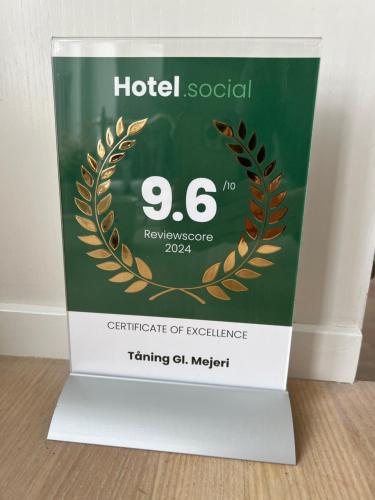 Hotel.social
9.6 /10
Reviewscore
2024
CERTIFICATE OF EXCELLENCE
Tåning Gl. Mejeri